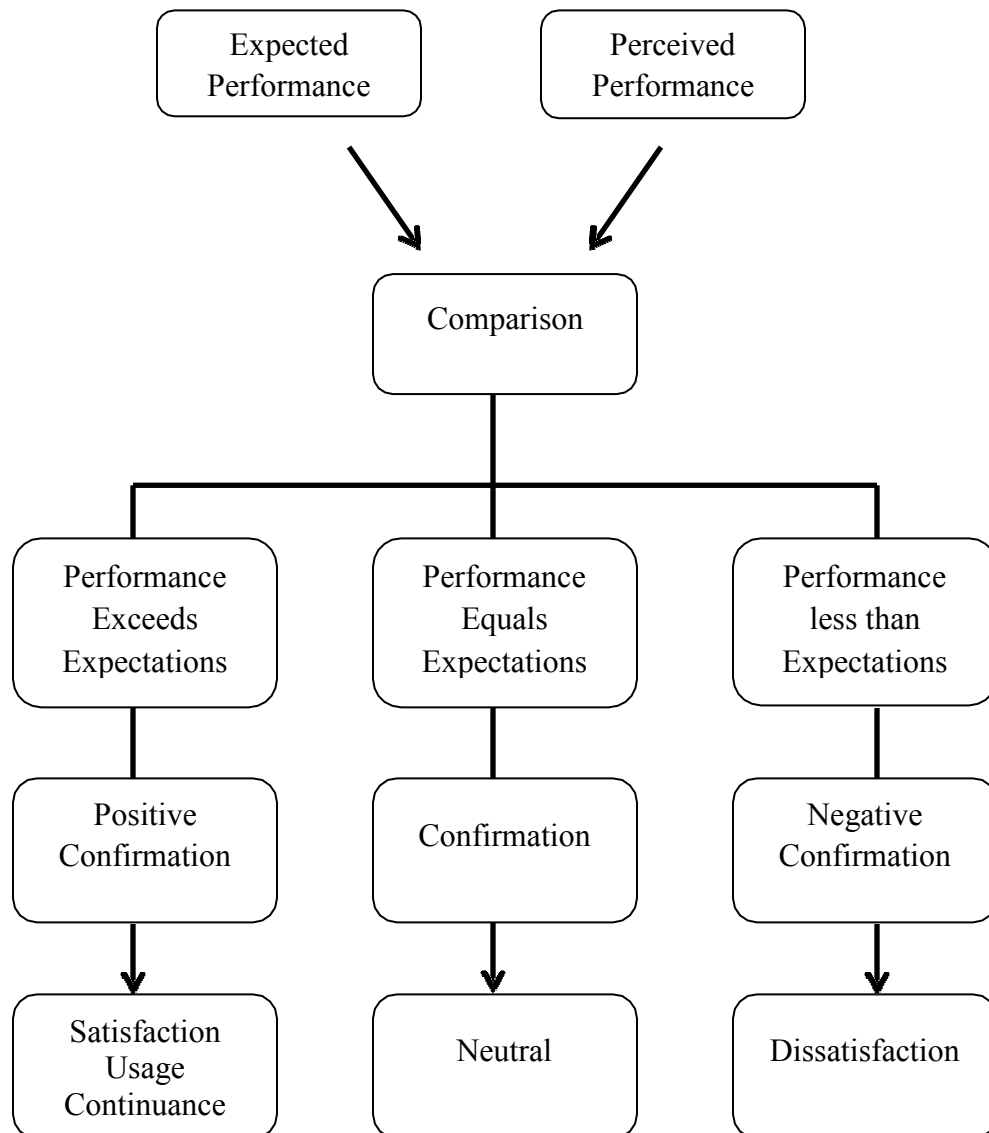 Expected
Performance
Perceived
Performance
Comparison
Performance
Exceeds
Expectations
Performance
Equals
Expectations
Performance
less than
Expectations
Positive
Confirmation
Confirmation
Negative
Confirmation
Satisfaction
Usage
Continuance
Neutral
Dissatisfaction